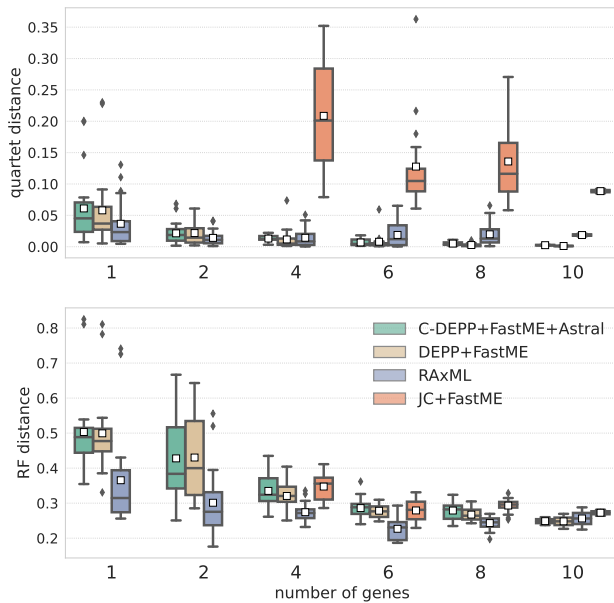 0.35
0.30
0.25
0.20
0.15
0.10
0.05
0.00
quartet distance
1 2 4 6 8 10
0.8
0.7
0.6
0.5
0.4
0.3
0.2
RF distance
C-DEPP+FastME+Astral
DEPP+FastME
RAxML
JC+FastME
1 2 4 6 8 10
number of genes